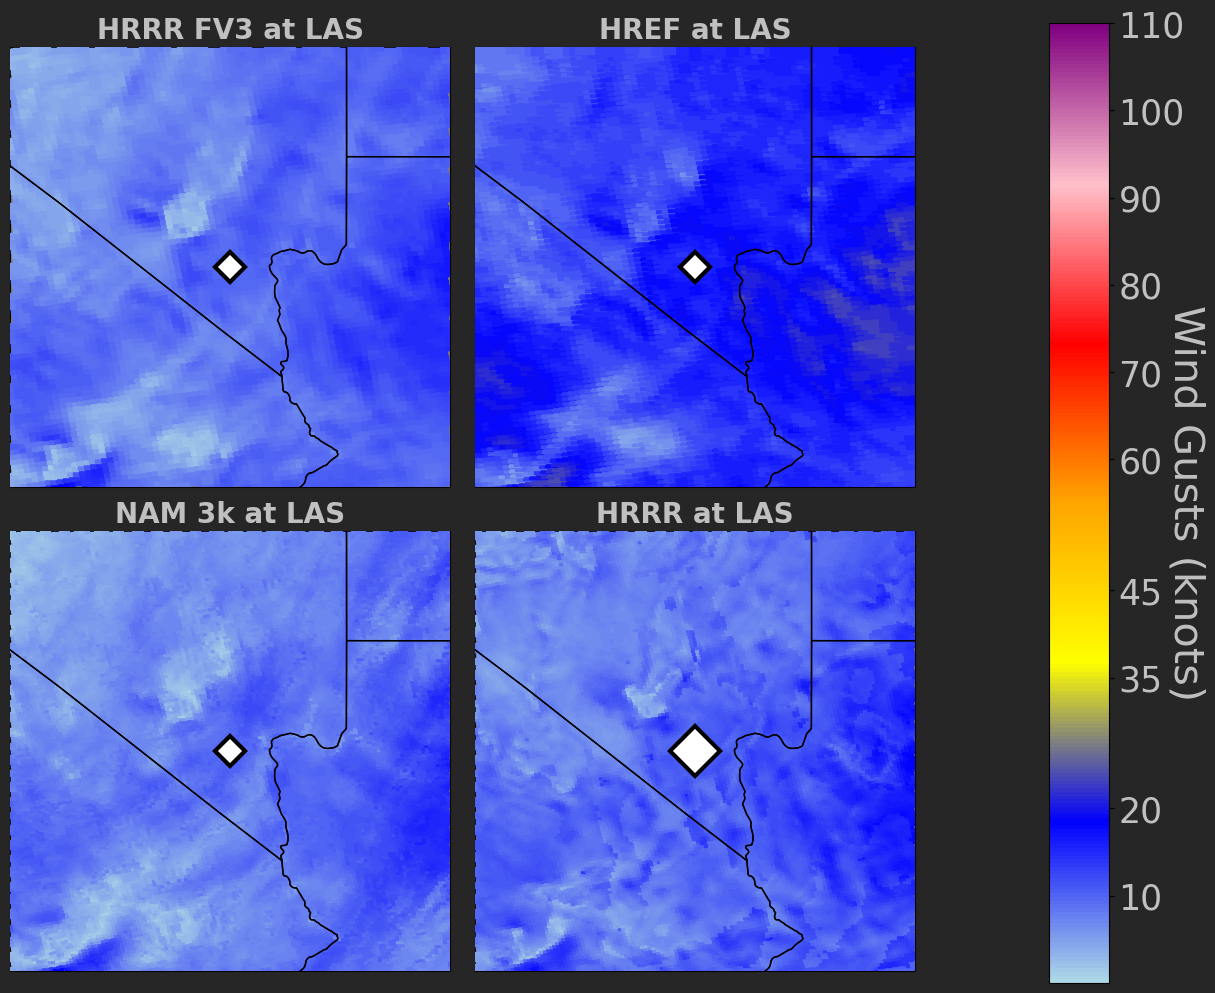 HRRR FV3 at LAS
HREF at LAS
NAM 3k at LAS
HRRR at LAS
110
100
90
80
70
60
45
35
20
10
Wind Gusts (knots)